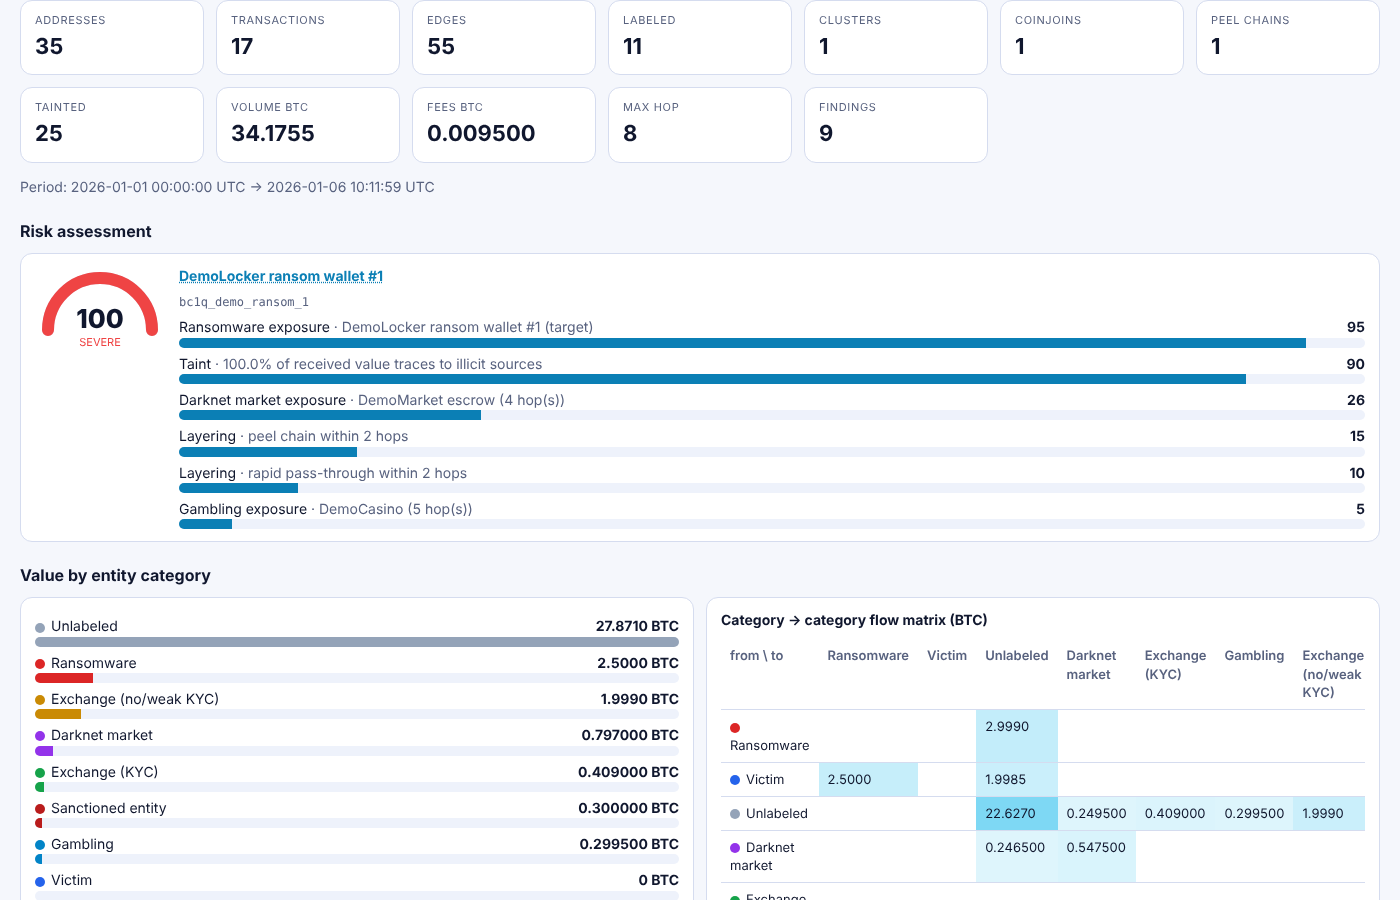 ADDRESSES
35
TRANSACTIONS
17
EDGES
55
LABELED
11
CLUSTERS
1
COINJOINS
1
PEEL CHAINS
1
TAINTED
25
VOLUME BTC
34.1755
FEES BTC
0.009500
MAX HOP
8
FINDINGS
9
Period: 2026-01-01 00:00:00 UTC → 2026-01-06 10:11:59 UTC
Risk assessment
100
SEVERE
DemoLocker ransom wallet #1
bc1q_demo_ransom_1
Ransomware exposure · DemoLocker ransom wallet #1 (target) 95
Taint · 100.0% of received value traces to illicit sources 90
Darknet market exposure · DemoMarket escrow (4 hop(s)) 26
Layering · peel chain within 2 hops 15
Layering · rapid pass-through within 2 hops 10
Gambling exposure · DemoCasino (5 hop(s)) 5
Value by entity category
Unlabeled 27.8710 BTC
Ransomware 2.5000 BTC
Exchange (no/weak KYC) 1.9990 BTC
Darknet market 0.797000 BTC
Exchange (KYC) 0.409000 BTC
Sanctioned entity 0.300000 BTC
Gambling 0.299500 BTC
Victim 0 BTC
Category → category flow matrix (BTC)
from \ to Ransomware Victim Unlabeled Darknet market Exchange (KYC) Gambling Exchange (no/weak KYC)
Ransomware 2.9990
Victim 2.5000 1.9985
Unlabeled 22.6270 0.249500 0.409000 0.299500 1.9990
Darknet market 0.246500 0.547500
Exchange